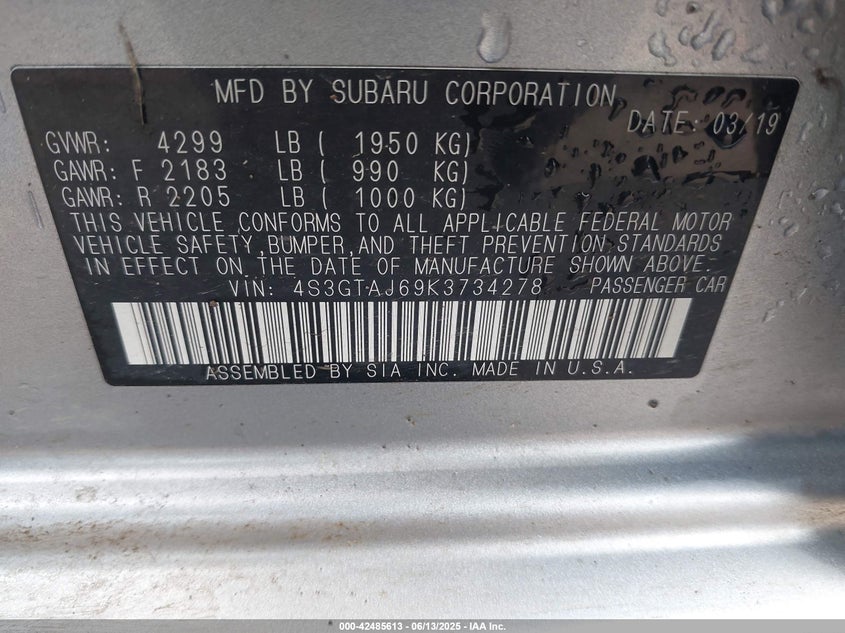 MFD BY SUBARU CORPORATION
DATE: 03/19
GVWR: 4299 LB ( 1950 KG)
GAWR: F 2183 LB ( 990 KG)
GAWR: R 2205 LB ( 1000 KG)
THIS VEHICLE CONFORMS TO ALL APPLICABLE FEDERAL MOTOR
VEHICLE SAFETY,BUMPER,AND THEFT PREVENTION STANDARDS
IN EFFECT ON THE DATE OF MANUFACTURE SHOWN ABOVE.
VIN: 4S3GTAJ69K3734278 PASSENGER CAR
ASSEMBLED BY SIA INC. MADE IN U.S.A.
000-42485613 - 06/13/2025 - IAA Inc.